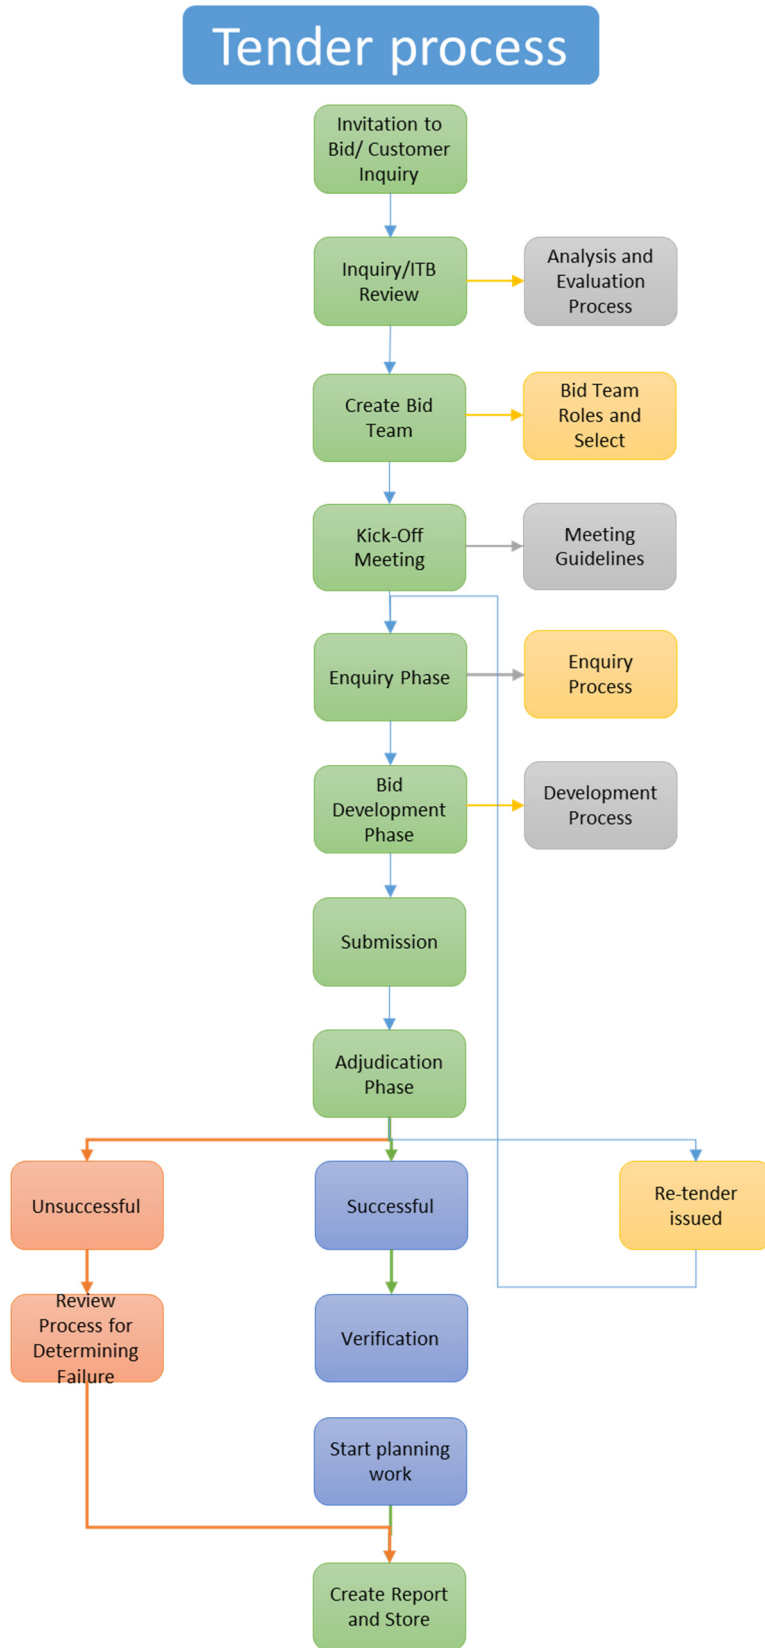 Tender process
Invitation to
Bid/ Customer
Inquiry
Inquiry/ITB
Review
Analysis and
Evaluation
Process
Create Bid
Team
Bid Team
Roles and
Select
Kick-Off
Meeting
Meeting
Guidelines
Enquiry Phase
Enquiry
Process
Bid
Development
Phase
Development
Process
Submission
Adjudication
Phase
Unsuccessful
Successful
Re-tender
issued
Review
Process for
Determining
Failure
Verification
Start planning
work
Create Report
and Store